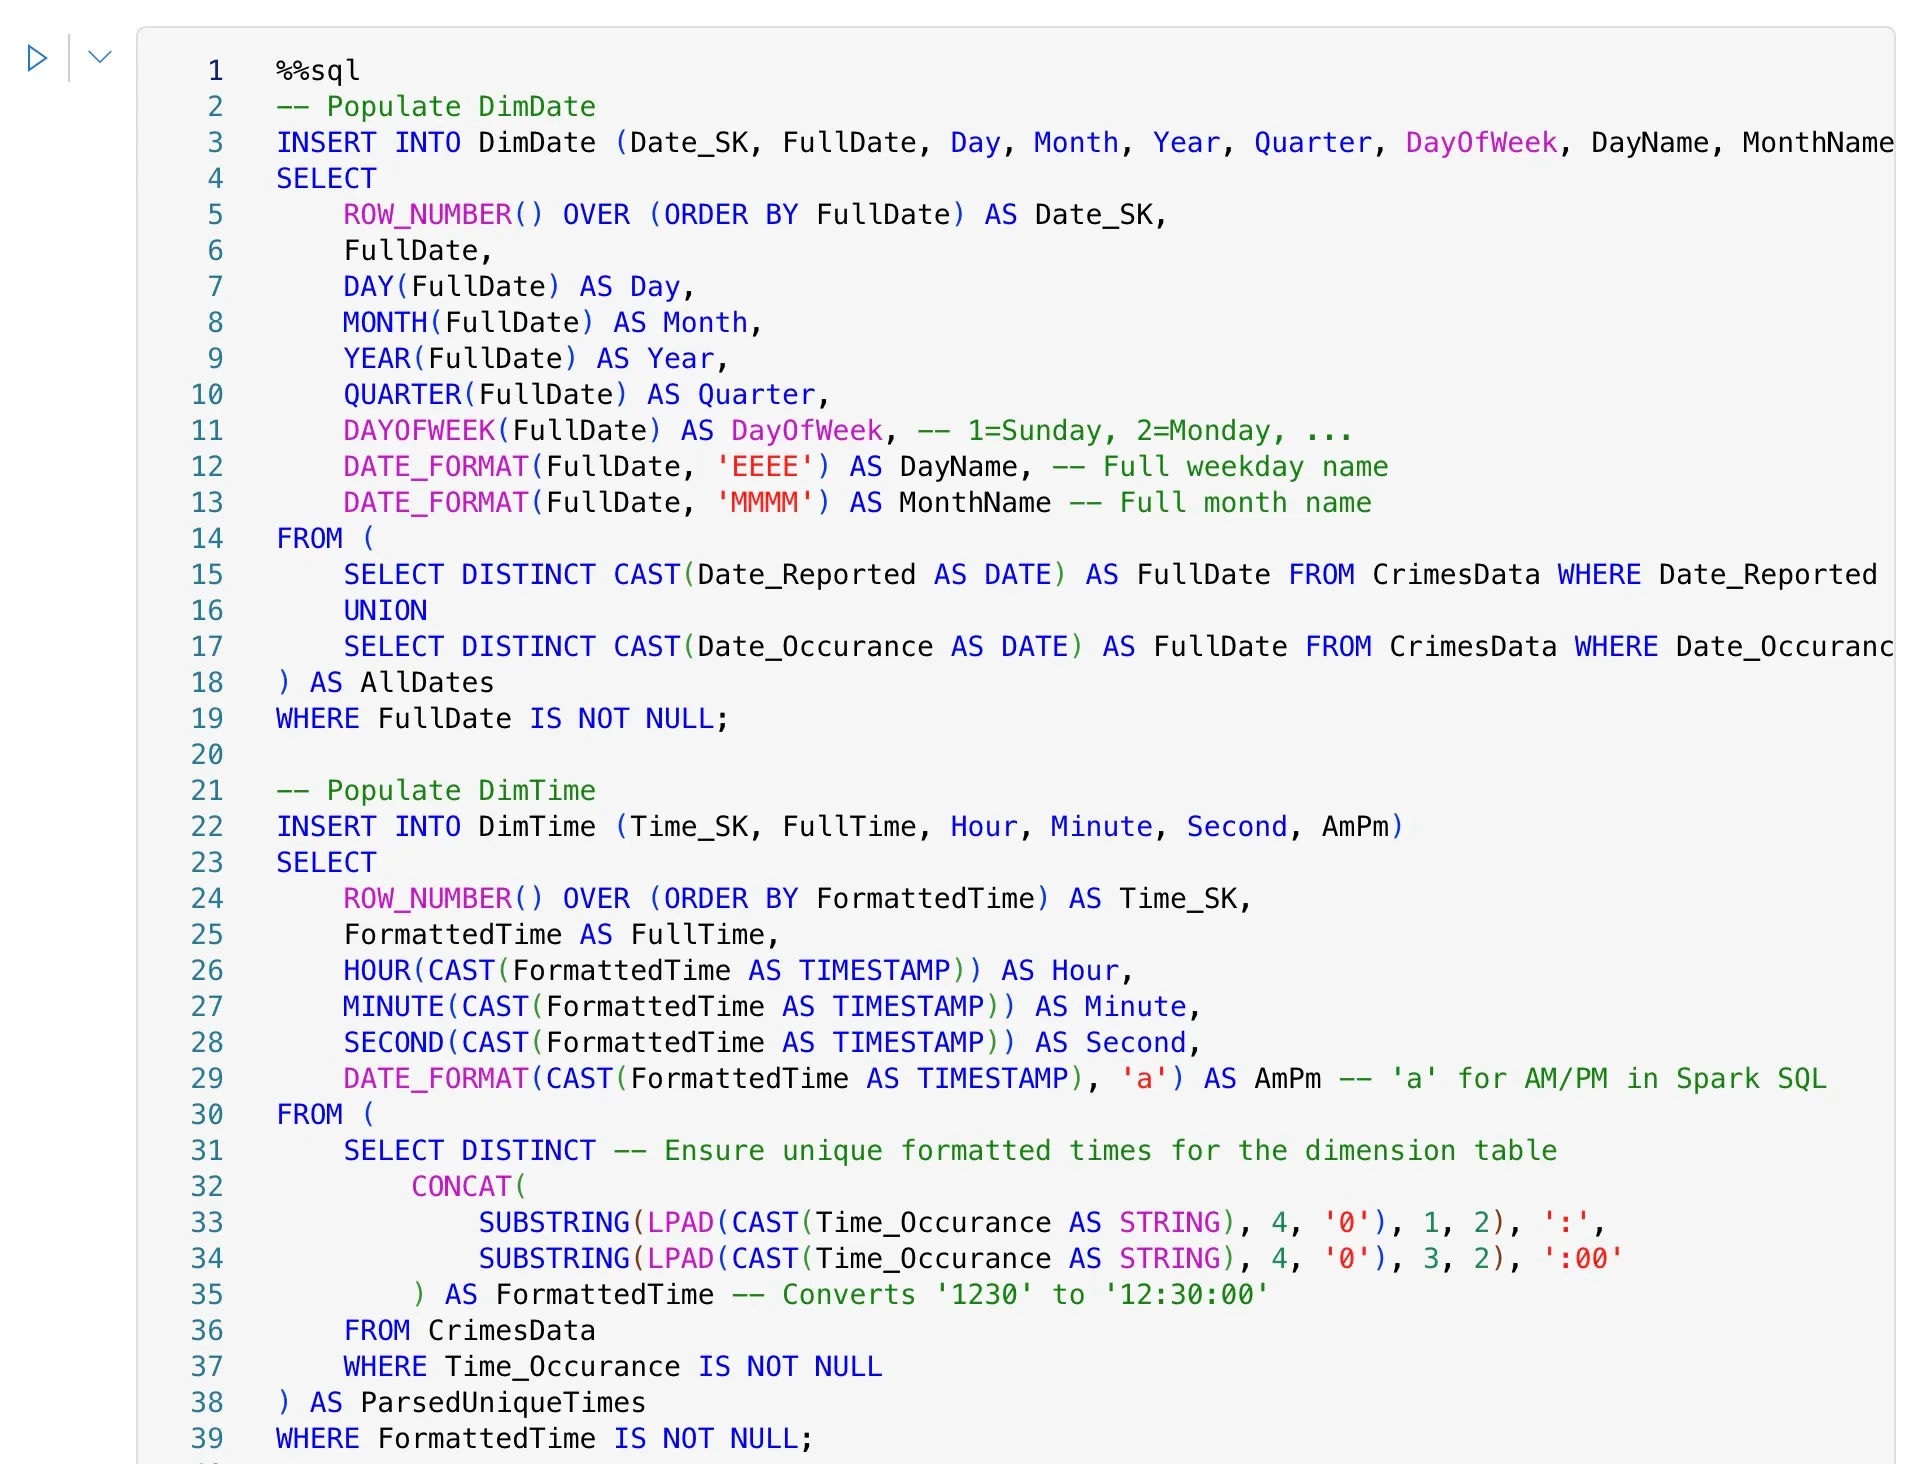 1 %%sql
2 -- Populate DimDate
3 INSERT INTO DimDate (Date_SK, FullDate, Day, Month, Year, Quarter, DayOfWeek, DayName, MonthName
4 SELECT
5     ROW_NUMBER() OVER (ORDER BY FullDate) AS Date_SK,
6     FullDate,
7     DAY(FullDate) AS Day,
8     MONTH(FullDate) AS Month,
9     YEAR(FullDate) AS Year,
10     QUARTER(FullDate) AS Quarter,
11     DAYOFWEEK(FullDate) AS DayOfWeek, -- 1=Sunday, 2=Monday, ...
12     DATE_FORMAT(FullDate, 'EEEE') AS DayName, -- Full weekday name
13     DATE_FORMAT(FullDate, 'MMMM') AS MonthName -- Full month name
14 FROM (
15     SELECT DISTINCT CAST(Date_Reported AS DATE) AS FullDate FROM CrimesData WHERE Date_Reported
16     UNION
17     SELECT DISTINCT CAST(Date_Occurance AS DATE) AS FullDate FROM CrimesData WHERE Date_Occuranc
18 ) AS AllDates
19 WHERE FullDate IS NOT NULL;
20
21 -- Populate DimTime
22 INSERT INTO DimTime (Time_SK, FullTime, Hour, Minute, Second, AmPm)
23 SELECT
24     ROW_NUMBER() OVER (ORDER BY FormattedTime) AS Time_SK,
25     FormattedTime AS FullTime,
26     HOUR(CAST(FormattedTime AS TIMESTAMP)) AS Hour,
27     MINUTE(CAST(FormattedTime AS TIMESTAMP)) AS Minute,
28     SECOND(CAST(FormattedTime AS TIMESTAMP)) AS Second,
29     DATE_FORMAT(CAST(FormattedTime AS TIMESTAMP), 'a') AS AmPm -- 'a' for AM/PM in Spark SQL
30 FROM (
31     SELECT DISTINCT -- Ensure unique formatted times for the dimension table
32         CONCAT(
33             SUBSTRING(LPAD(CAST(Time_Occurance AS STRING), 4, '0'), 1, 2), ':',
34             SUBSTRING(LPAD(CAST(Time_Occurance AS STRING), 4, '0'), 3, 2), ':00'
35         ) AS FormattedTime -- Converts '1230' to '12:30:00'
36     FROM CrimesData
37     WHERE Time_Occurance IS NOT NULL
38 ) AS ParsedUniqueTimes
39 WHERE FormattedTime IS NOT NULL;